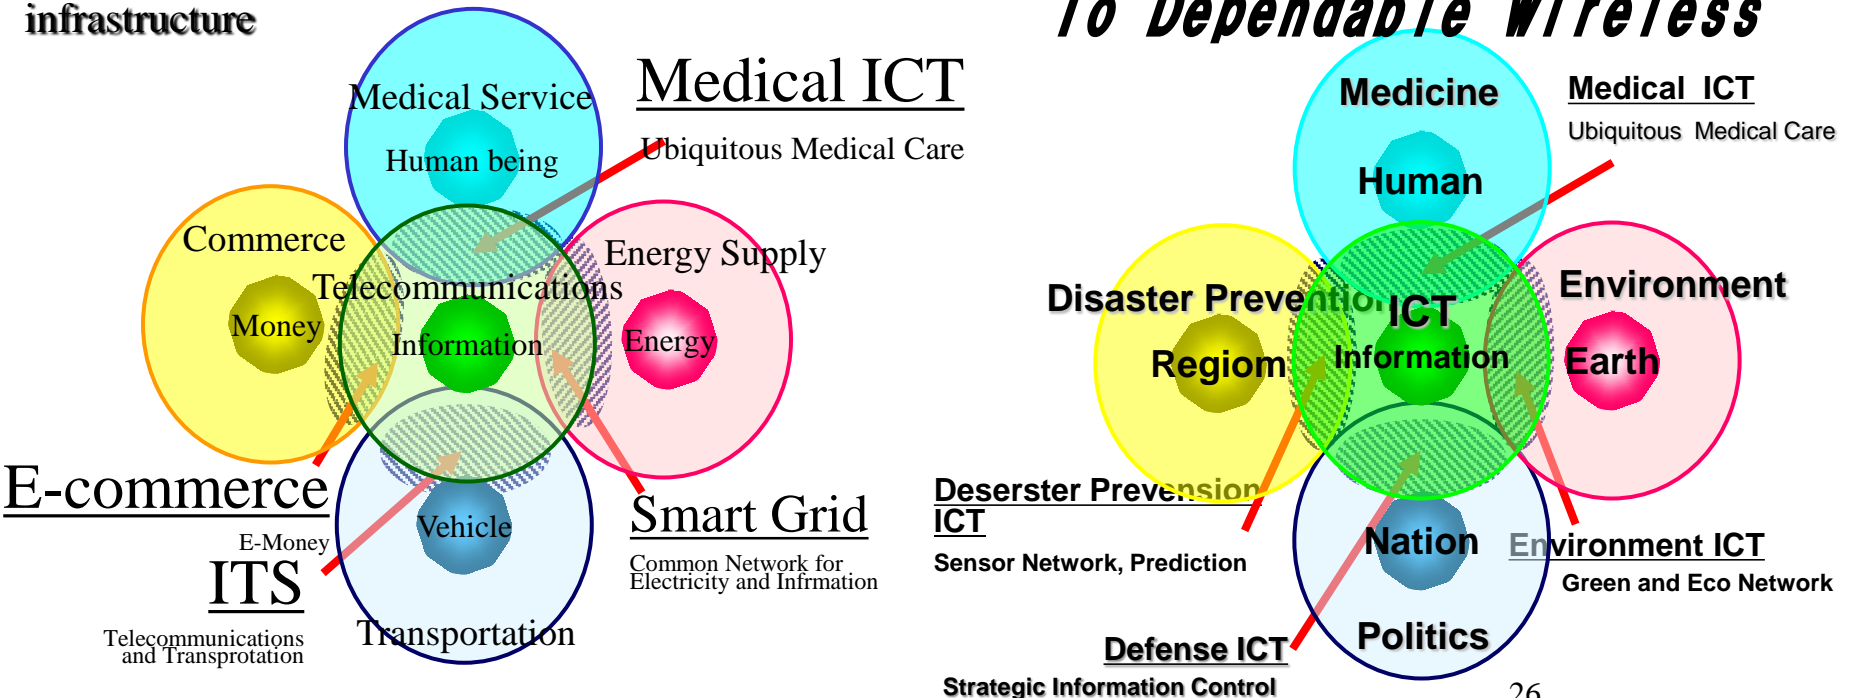 infrastructure
Medical Service
Human being
Medical ICT
Ubiquitous Medical Care
Commerce
Money
Telecommunications
Information
Energy Supply
Energy
E-commerce
E-Money
ITS
Telecommunications
and Transprotation
Vehicle
Transportation
Smart Grid
Common Network for
Electricity and Infrmation
To Dependable Wireless
Medicine
Human
Medical ICT
Ubiquitous Medical Care
Disaster Prevention
Regiom
ICT
Information
Environment
Earth
Deserster Prevension
ICT
Sensor Network, Prediction
Nation
Politics
Environment ICT
Green and Eco Network
Defense ICT
Strategic Information Control
26